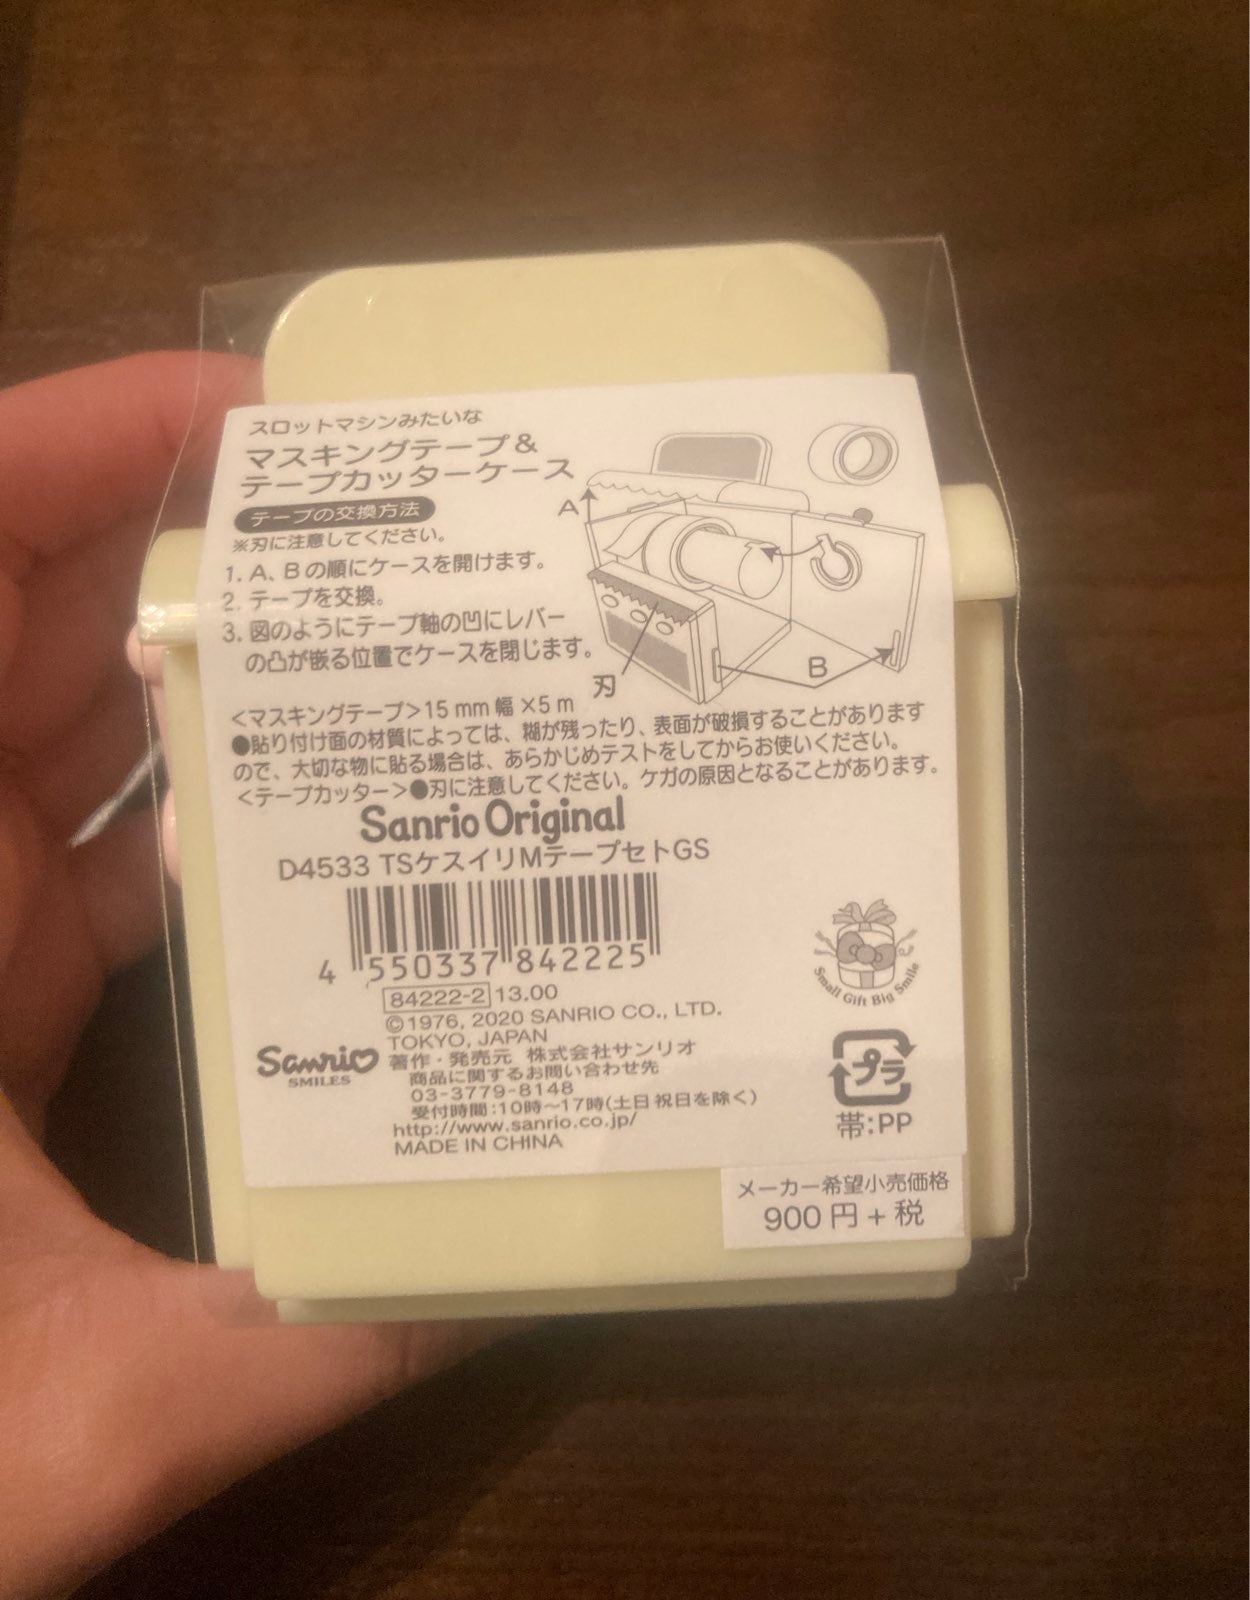 スロットマシンみたいな
マスキングテープ&
テープカッターケース
テープの交換方法
※刃に注意してください。
1. A、Bの順にケースを開けます。
2. テープを交換。
3. 図のようにテープ軸の凹にレバー
の凸が嵌る位置でケースを閉じます。
A
B
刃
<マスキングテープ>15 mm 幅 ×5 m
●貼り付け面の材質によっては、糊が残ったり、表面が破損することがあります
ので、大切な物に貼る場合は、あらかじめテストをしてからお使いください。
<テープカッター>●刃に注意してください。ケガの原因となることがあります。
Sanrio Original
D4533 TSケスイリMテープセトGS
4 550337 842225
84222-2 13.00
©1976, 2020 SANRIO CO., LTD.
TOKYO, JAPAN
Sanrio
SMILES
著作・発売元 株式会社サンリオ
商品に関するお問い合わせ先
03-3779-8148
受付時間:10時~17時(土日祝日を除く)
http://www.sanrio.co.jp/
MADE IN CHINA
Small Gift Big Smile
プラ
帯:PP
メーカー希望小売価格
900 円 + 税